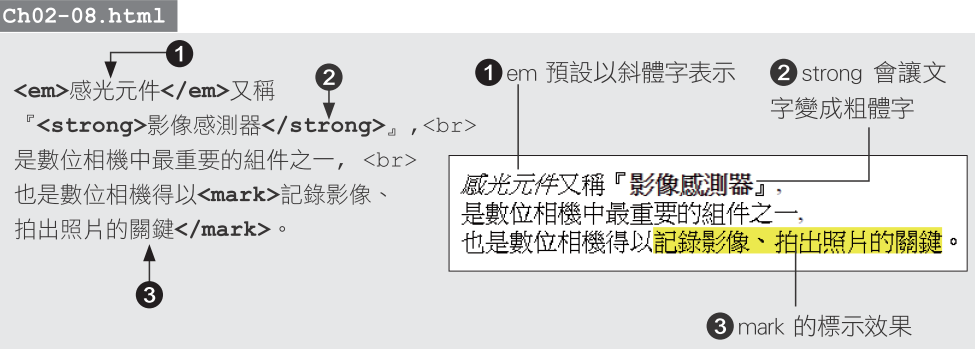 Ch02-08.html
❶
<em>感光元件</em>又稱
❷
『<strong>影像感測器</strong>』,<br>
是數位相機中最重要的組件之一, <br>
也是數位相機得以<mark>記錄影像、
拍出照片的關鍵</mark>。
❸
❶ em 預設以斜體字表示
❷ strong 會讓文
字變成粗體字
感光元件又稱『影像感測器』,
是數位相機中最重要的組件之一,
也是數位相機得以記錄影像、拍出照片的關鍵。
❸ mark 的標示效果